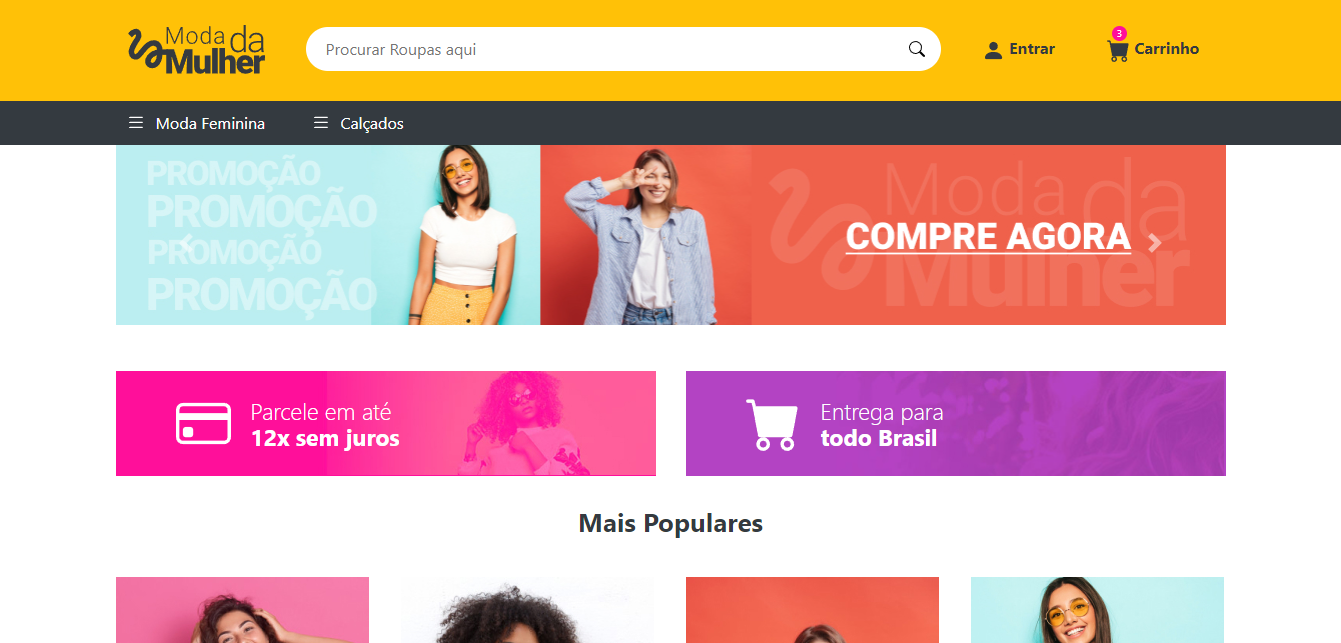 Moda da
Mulher
Procurar Roupas aqui
Entrar
3
Carrinho
Moda Feminina
Calçados
PROMOÇÃO
PROMOÇÃO
PROMOÇÃO
PROMOÇÃO
Moda da
Mulher
COMPRE AGORA
Parcele em até
12x sem juros
Entrega para
todo Brasil
Mais Populares